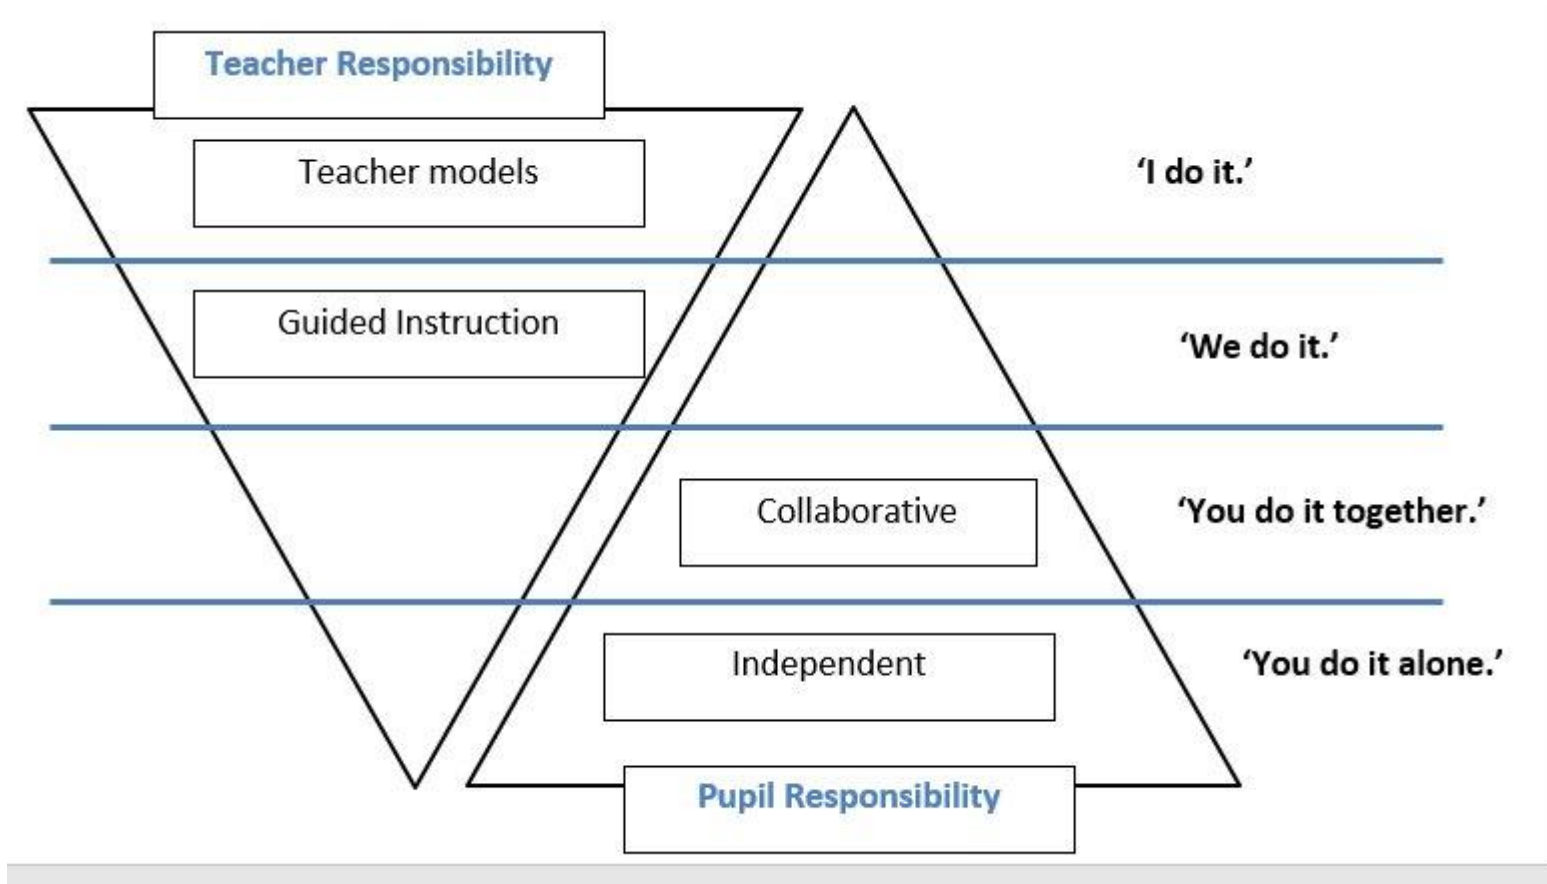 Teacher Responsibility
Teacher models
‘I do it.’
Guided Instruction
‘We do it.’
Collaborative
‘You do it together.’
Independent
‘You do it alone.’
Pupil Responsibility